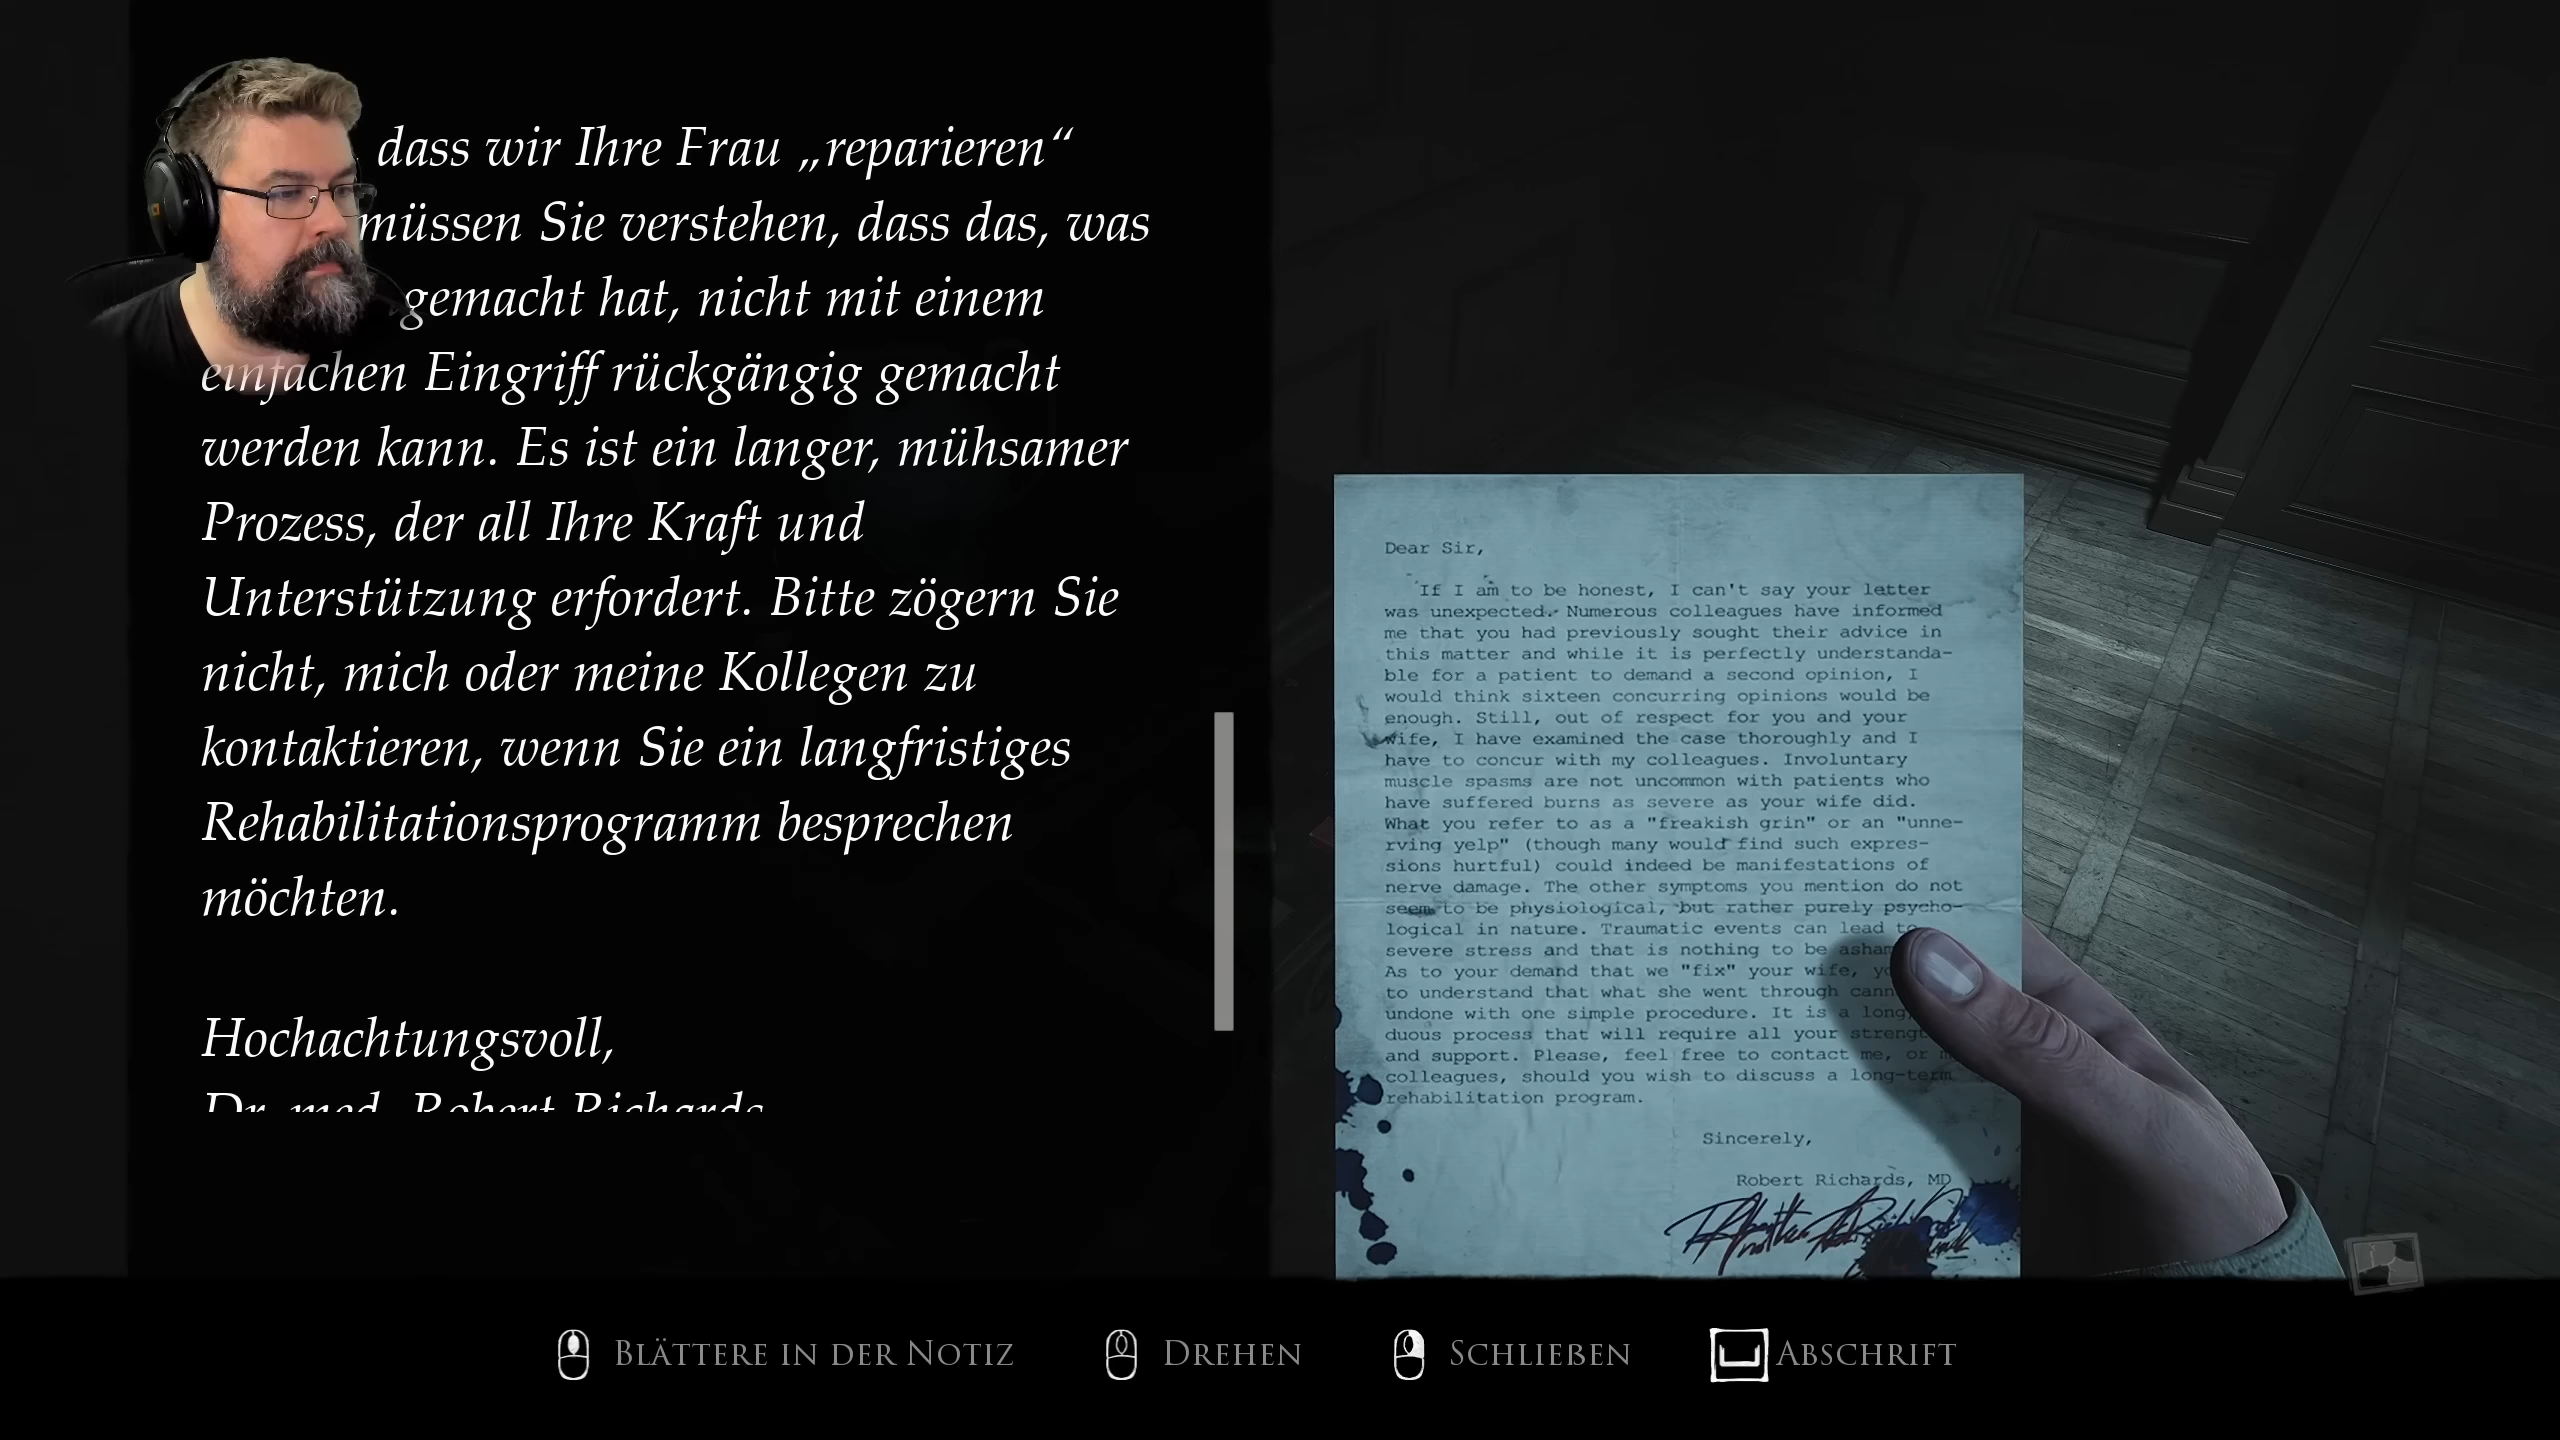 dass wir Ihre Frau „reparieren“
müssen Sie verstehen, dass das, was
gemacht hat, nicht mit einem
einfachen Eingriff rückgängig gemacht
werden kann. Es ist ein langer, mühsamer
Prozess, der all Ihre Kraft und
Unterstützung erfordert. Bitte zögern Sie
nicht, mich oder meine Kollegen zu
kontaktieren, wenn Sie ein langfristiges
Rehabilitationsprogramm besprechen
möchten.
Hochachtungsvoll,
Dr. med. Robert Richards
Dear Sir,
If I am to be honest, I can't say your letter
was unexpected. Numerous colleagues have informed
me that you had previously sought their advice in
this matter and while it is perfectly understanda-
ble for a patient to demand a second opinion, I
would think sixteen concurring opinions would be
enough. Still, out of respect for you and your
wife, I have examined the case thoroughly and I
have to concur with my colleagues. Involuntary
muscle spasms are not uncommon with patients who
have suffered burns as severe as your wife did.
What you refer to as a "freakish grin" or an "unne-
rving yelp" (though many would find such expres-
sions hurtful) could indeed be manifestations of
nerve damage. The other symptoms you mention do not
seem to be physiological, but rather purely psycho-
logical in nature. Traumatic events can lead to
severe stress and that is nothing to be
As to your demand that we "fix" your wife,
to understand that what she went through
undone with one simple procedure. It is a long,
duous process that will require all your
and support. Please, feel free to contact me, or
colleagues, should you wish to discuss a long-term
rehabilitation program.
Sincerely,
Robert Richards, MD
Blättere in der Notiz
Drehen
Schließen
Abschrift